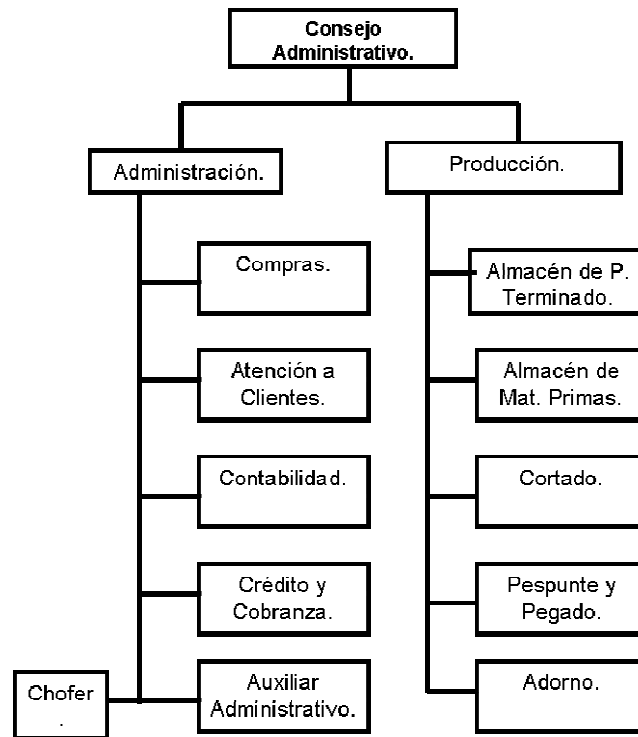 Consejo
Administrativo.
Administración.
Producción.
Compras.
Almacén de P.
Terminado.
Atención a
Clientes.
Almacén de
Mat. Primas.
Contabilidad.
Cortado.
Crédito y
Cobranza.
Pespunte y
Pegado.
Chofer
.
Auxiliar
Administrativo.
Adorno.